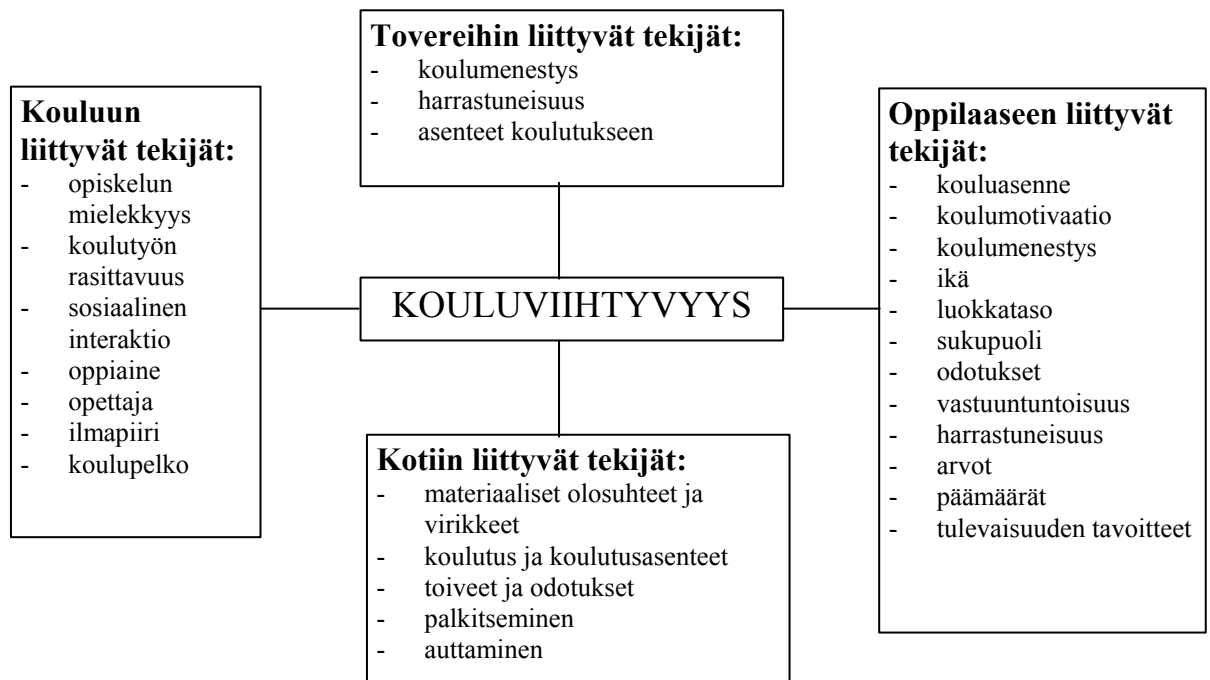 Tovereihin liittyvät tekijät:
- koulumenestys
- harrastuneisuus
- asenteet koulutukseen
Kouluun
liittyvät tekijät:
- opiskelun
mielekkyys
- koulutyön
rasittavuus
- sosiaalinen
interaktio
- oppiaine
- opettaja
- ilmapiiri
- koulupelko
KOULUVIIHTYVYYS
Oppilaaseen liittyvät
tekijät:
- kouluasenne
- koulumotivaatio
- koulumenestys
- ikä
- luokkataso
- sukupuoli
- odotukset
- vastuuntuntoisuus
- harrastuneisuus
- arvot
- päämäärät
- tulevaisuuden tavoitteet
Kotiin liittyvät tekijät:
- materiaaliset olosuhteet ja
virikkeet
- koulutus ja koulutusasenteet
- toiveet ja odotukset
- palkitseminen
- auttaminen